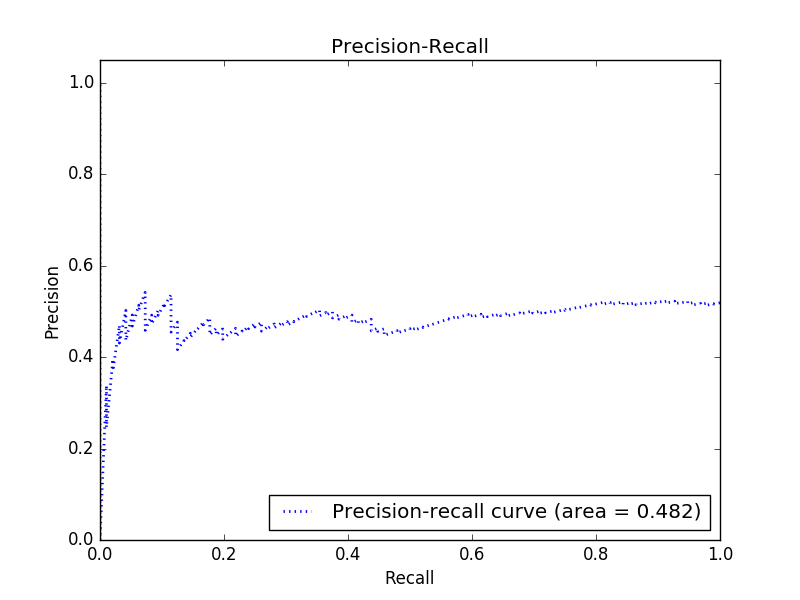 Precision-Recall
1.0
0.8
0.6
0.4
0.2
0.0
Precision
Precision-recall curve (area = 0.482)
0.0 0.2 0.4 0.6 0.8 1.0
Recall